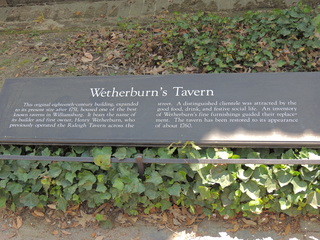 Wetherburn's Tavern
This original eighteenth-century building, expanded
to its present size after 1751, housed one of the best
known taverns in Williamsburg. It bears the name of
its builder and first owner, Henry Wetherburn, who
previously operated the Raleigh Tavern across the
street. A distinguished clientele was attracted by the
good food, drink, and festive social life. An inventory
of Wetherburn's fine furnishings guided their replace-
ment. The tavern has been restored to its appearance
of about 1760.